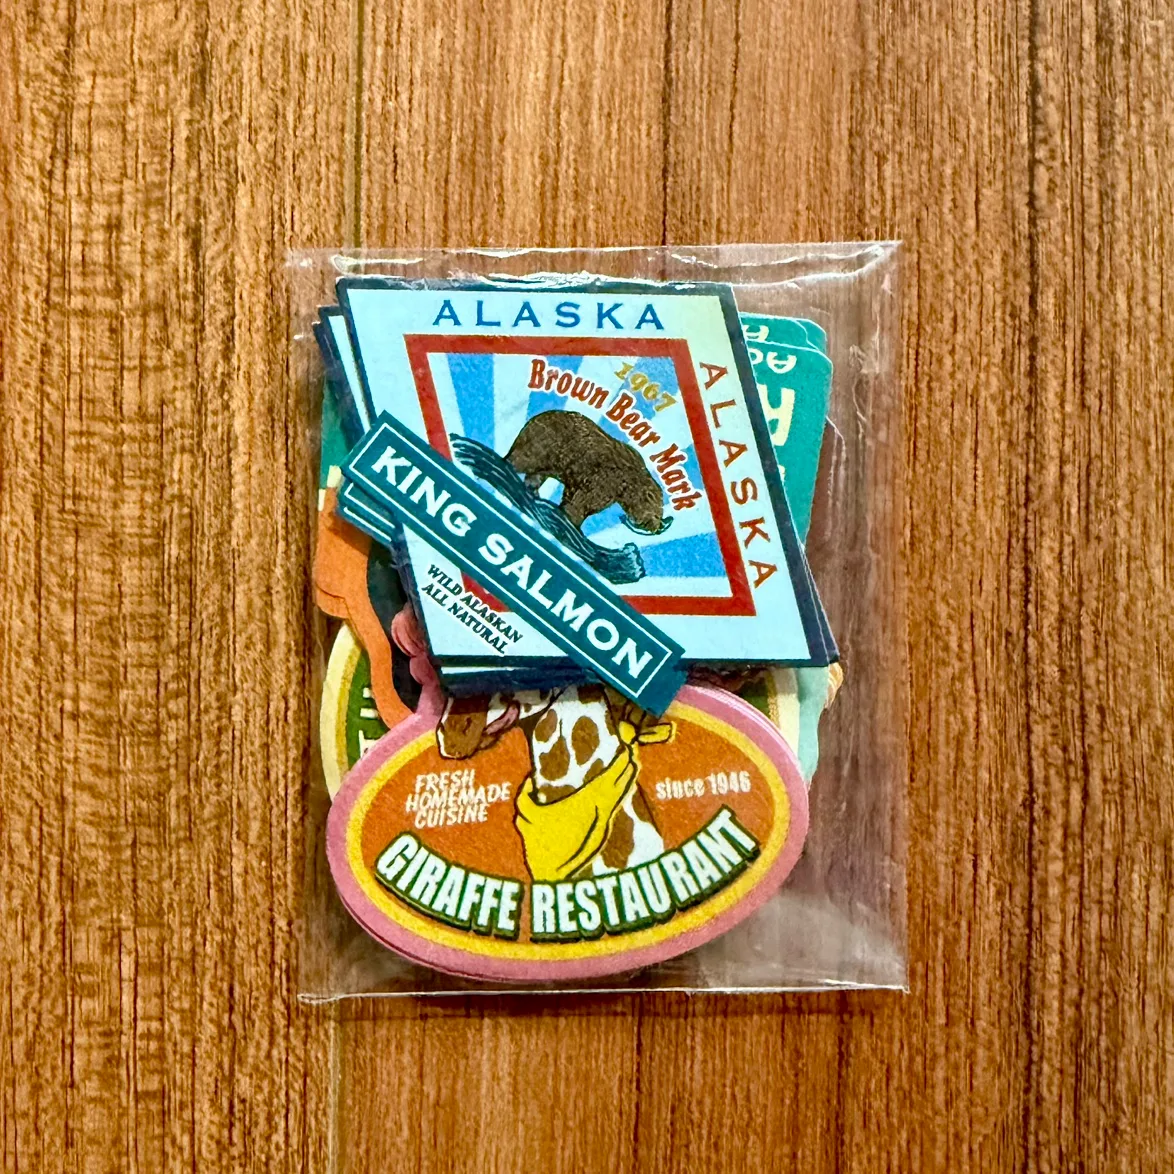 ALASKA
ALASKA
1967
Brown Bear Mark
KING SALMON
WILD ALASKAN
ALL NATURAL
FRESH
HOMEMADE
CUISINE
since 1946
GIRAFFE RESTAURANT